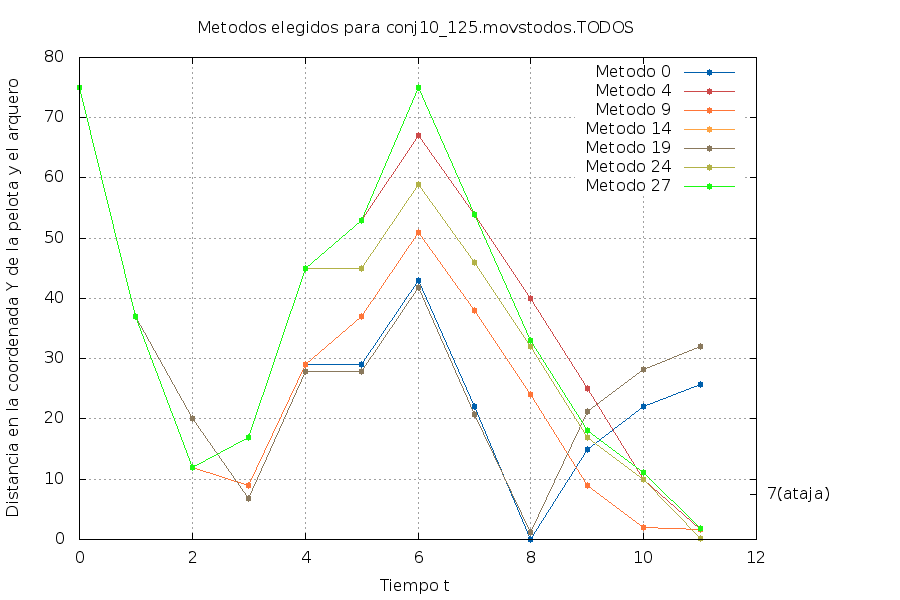 Metodos elegidos para conj10_125.movstodos.TODOS
Distancia en la coordenada Y de la pelota y el arquero
80
70
60
50
40
30
20
10
0
Metodo 0
Metodo 4
Metodo 9
Metodo 14
Metodo 19
Metodo 24
Metodo 27
7(ataja)
0 2 4 6 8 10 12
Tiempo t